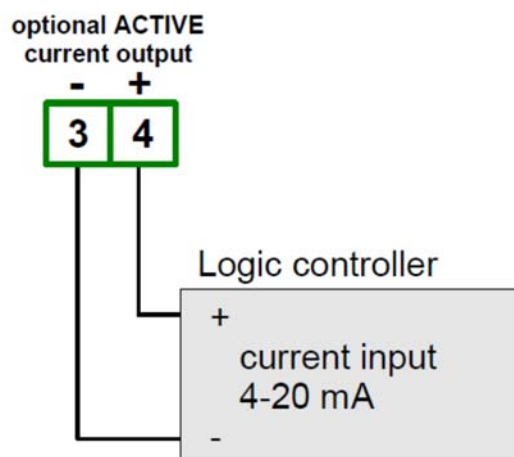 optional ACTIVE
current output
- +
3 4
Logic controller
+
current input
4-20 mA
-